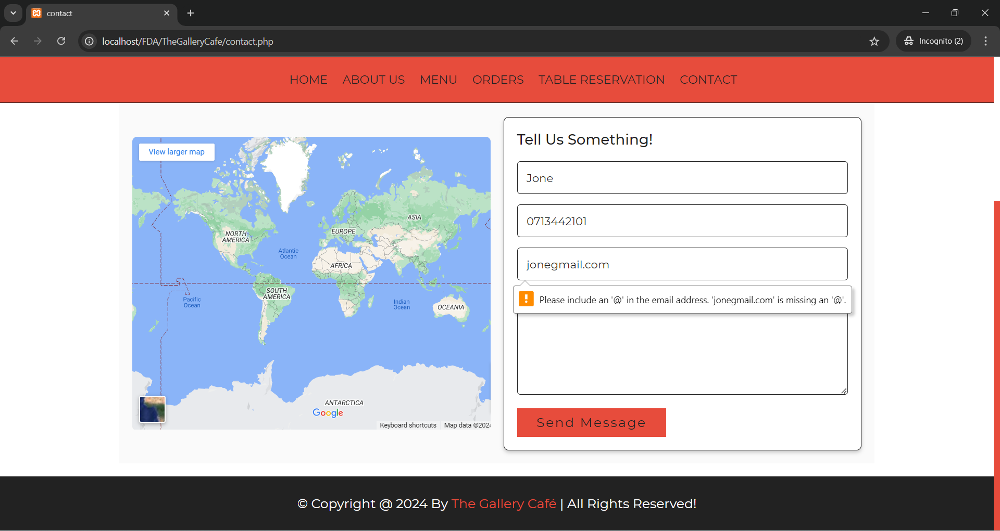 contact
localhost/FDA/TheGalleryCafe/contact.php
Incognito (2)
HOME ABOUT US MENU ORDERS TABLE RESERVATION CONTACT
View larger map
NORTH
AMERICA
EUROPE
ASIA
Atlantic
Ocean
AFRICA
SOUTH
AMERICA
Pacific
Ocean
Indian
Ocean
OCEANIA
ANTARCTICA
Google
Keyboard shortcuts
Map data ©2024
Tell Us Something!
Jone
0713442101
jonegmail.com
Please include an '@' in the email address. 'jonegmail.com' is missing an '@'.
Send Message
© Copyright @ 2024 By The Gallery Café | All Rights Reserved!